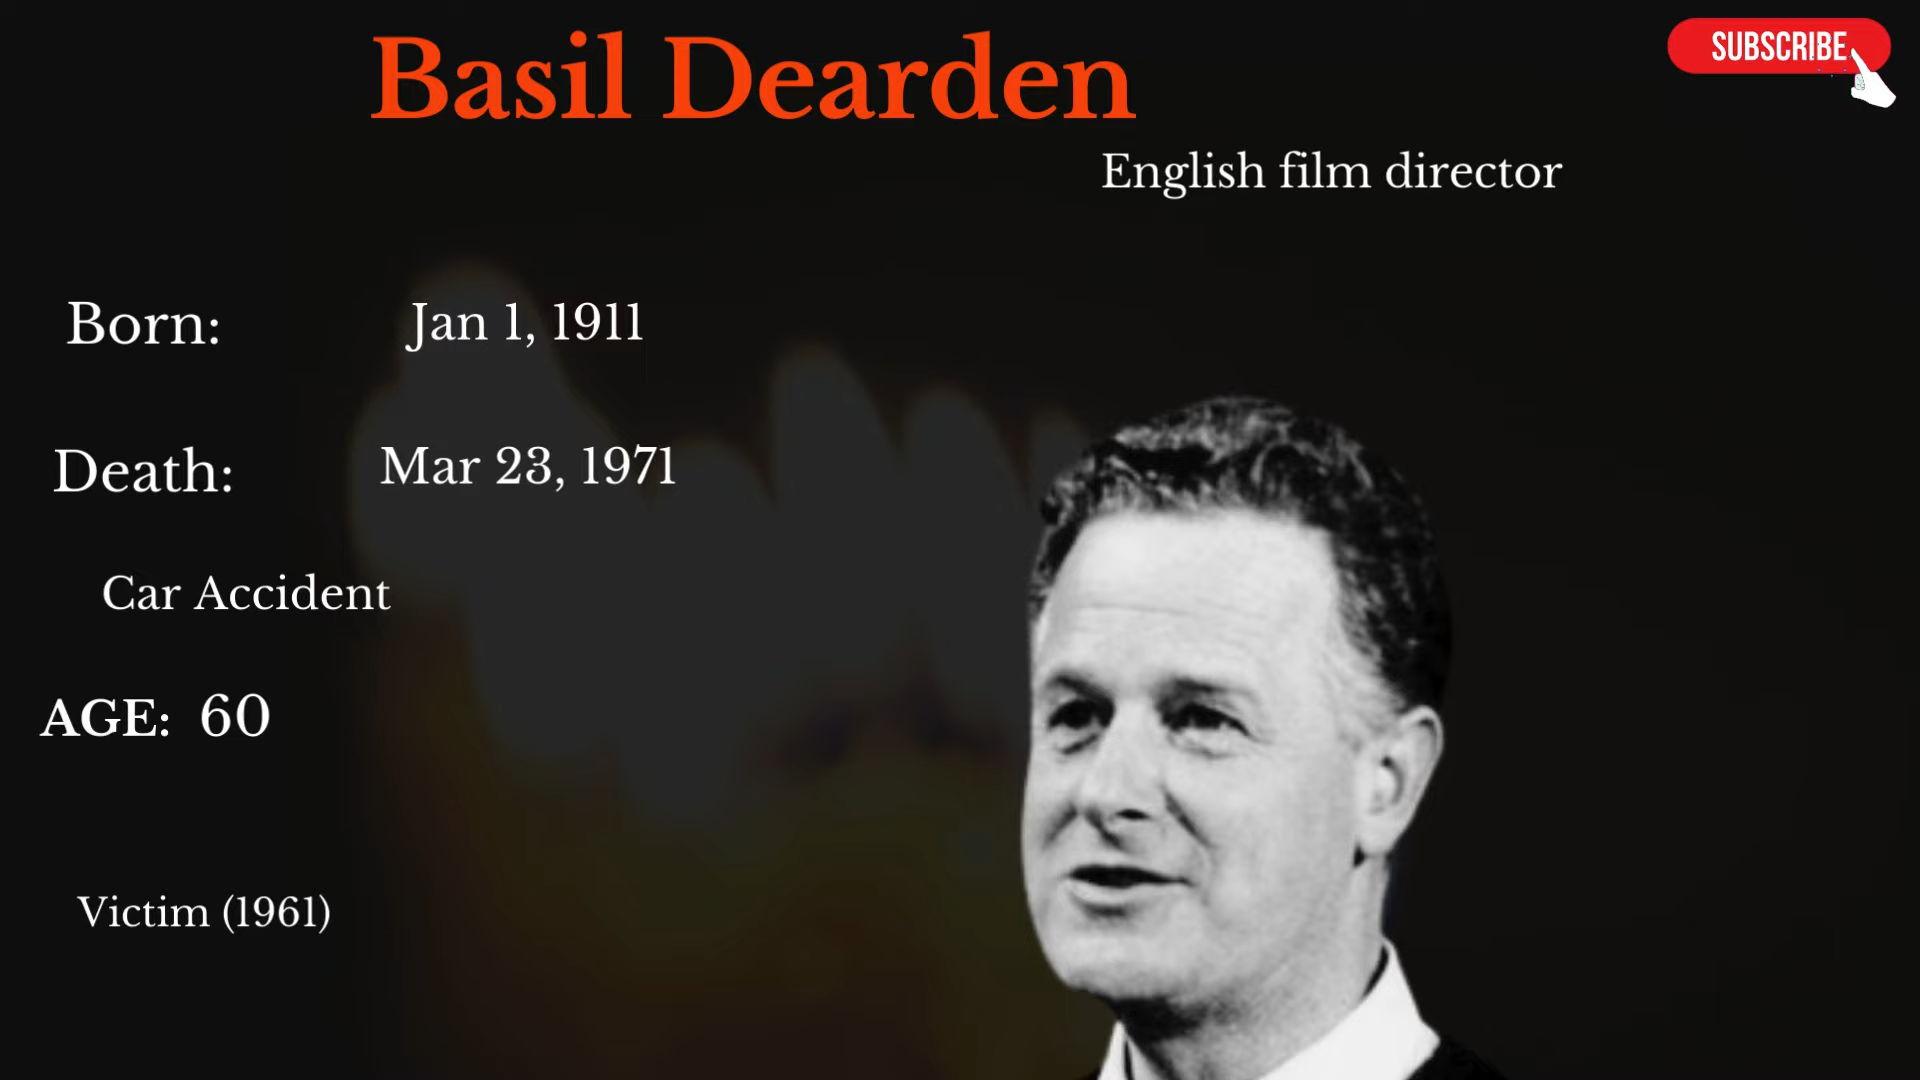 Basil Dearden
SUBSCRIBE
English film director
Born: Jan 1, 1911
Death: Mar 23, 1971
Car Accident
AGE: 60
Victim (1961)